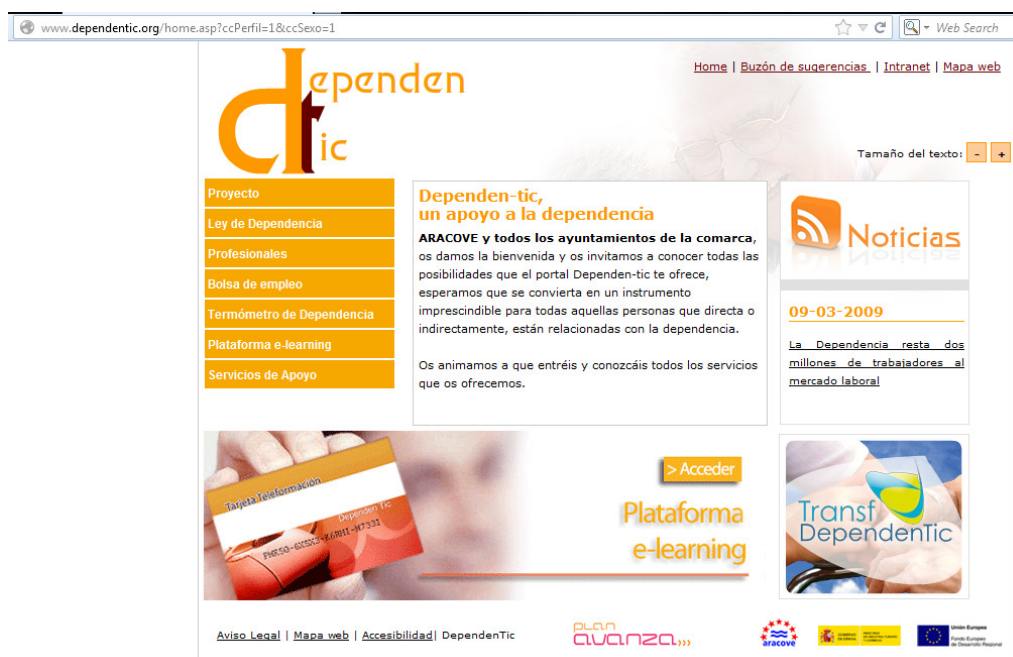 www.dependentic.org/home.asp?ccPerfil=1&ccSexo=1
Web Search
dependen
tic
Home | Buzón de sugerencias | Intranet | Mapa web
Tamaño del texto: - +
Proyecto
Ley de Dependencia
Profesionales
Bolsa de empleo
Termómetro de Dependencia
Plataforma e-learning
Servicios de Apoyo
Dependen-tic,
un apoyo a la dependencia
ARACOVE y todos los ayuntamientos de la comarca,
os damos la bienvenida y os invitamos a conocer todas las
posibilidades que el portal Dependen-tic te ofrece,
esperamos que se convierta en un instrumento
imprescindible para todas aquellas personas que directa o
indirectamente, están relacionadas con la dependencia.
Os animamos a que entréis y conozcáis todos los servicios
que os ofrecemos.
Noticias
09-03-2009
La Dependencia resta dos
millones de trabajadores al
mercado laboral
Tarjeta Teleformación
Dependen Tic
> Acceder
Plataforma
e-learning
Transf
DependenTic
Aviso Legal | Mapa web | Accesibilidad| DependenTic
plan
avanza
aracove
Unión Europea
Fondo Europeo
de Desarrollo Regional